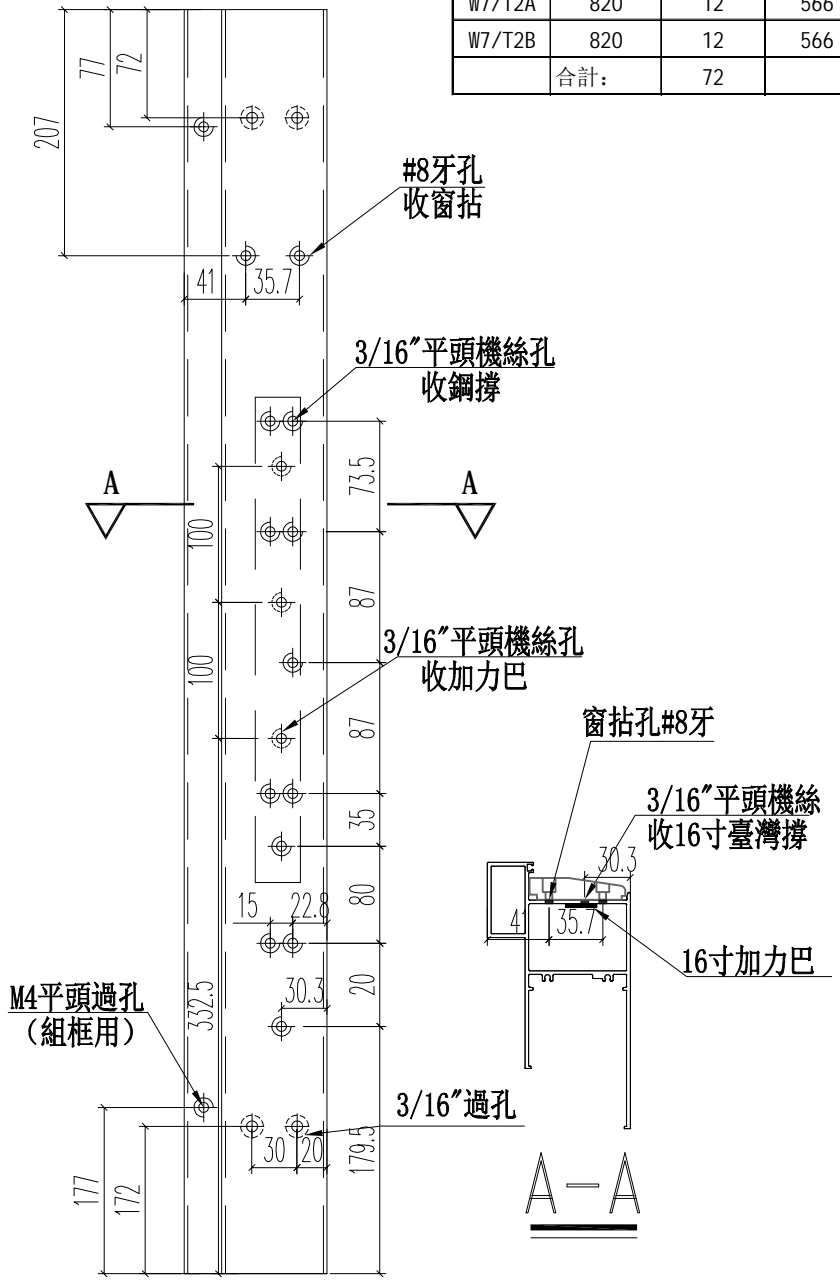 W7/T2A 820 12 566
W7/T2B 820 12 566
合計： 72
77
72
207
#8牙孔
收窗拈
41
35.7
3/16"平頭機絲孔
收鋼撐
73.5
A
A
100
87
3/16"平頭機絲孔
收加力巴
100
87
窗拈孔#8牙
3/16"平頭機絲
收16寸臺灣撐
35
30.3
15
22.8
80
41
35.7
16寸加力巴
30.3
20
332.5
M4平頭過孔
（組框用）
3/16"過孔
30
20
179.5
177
172
A—A